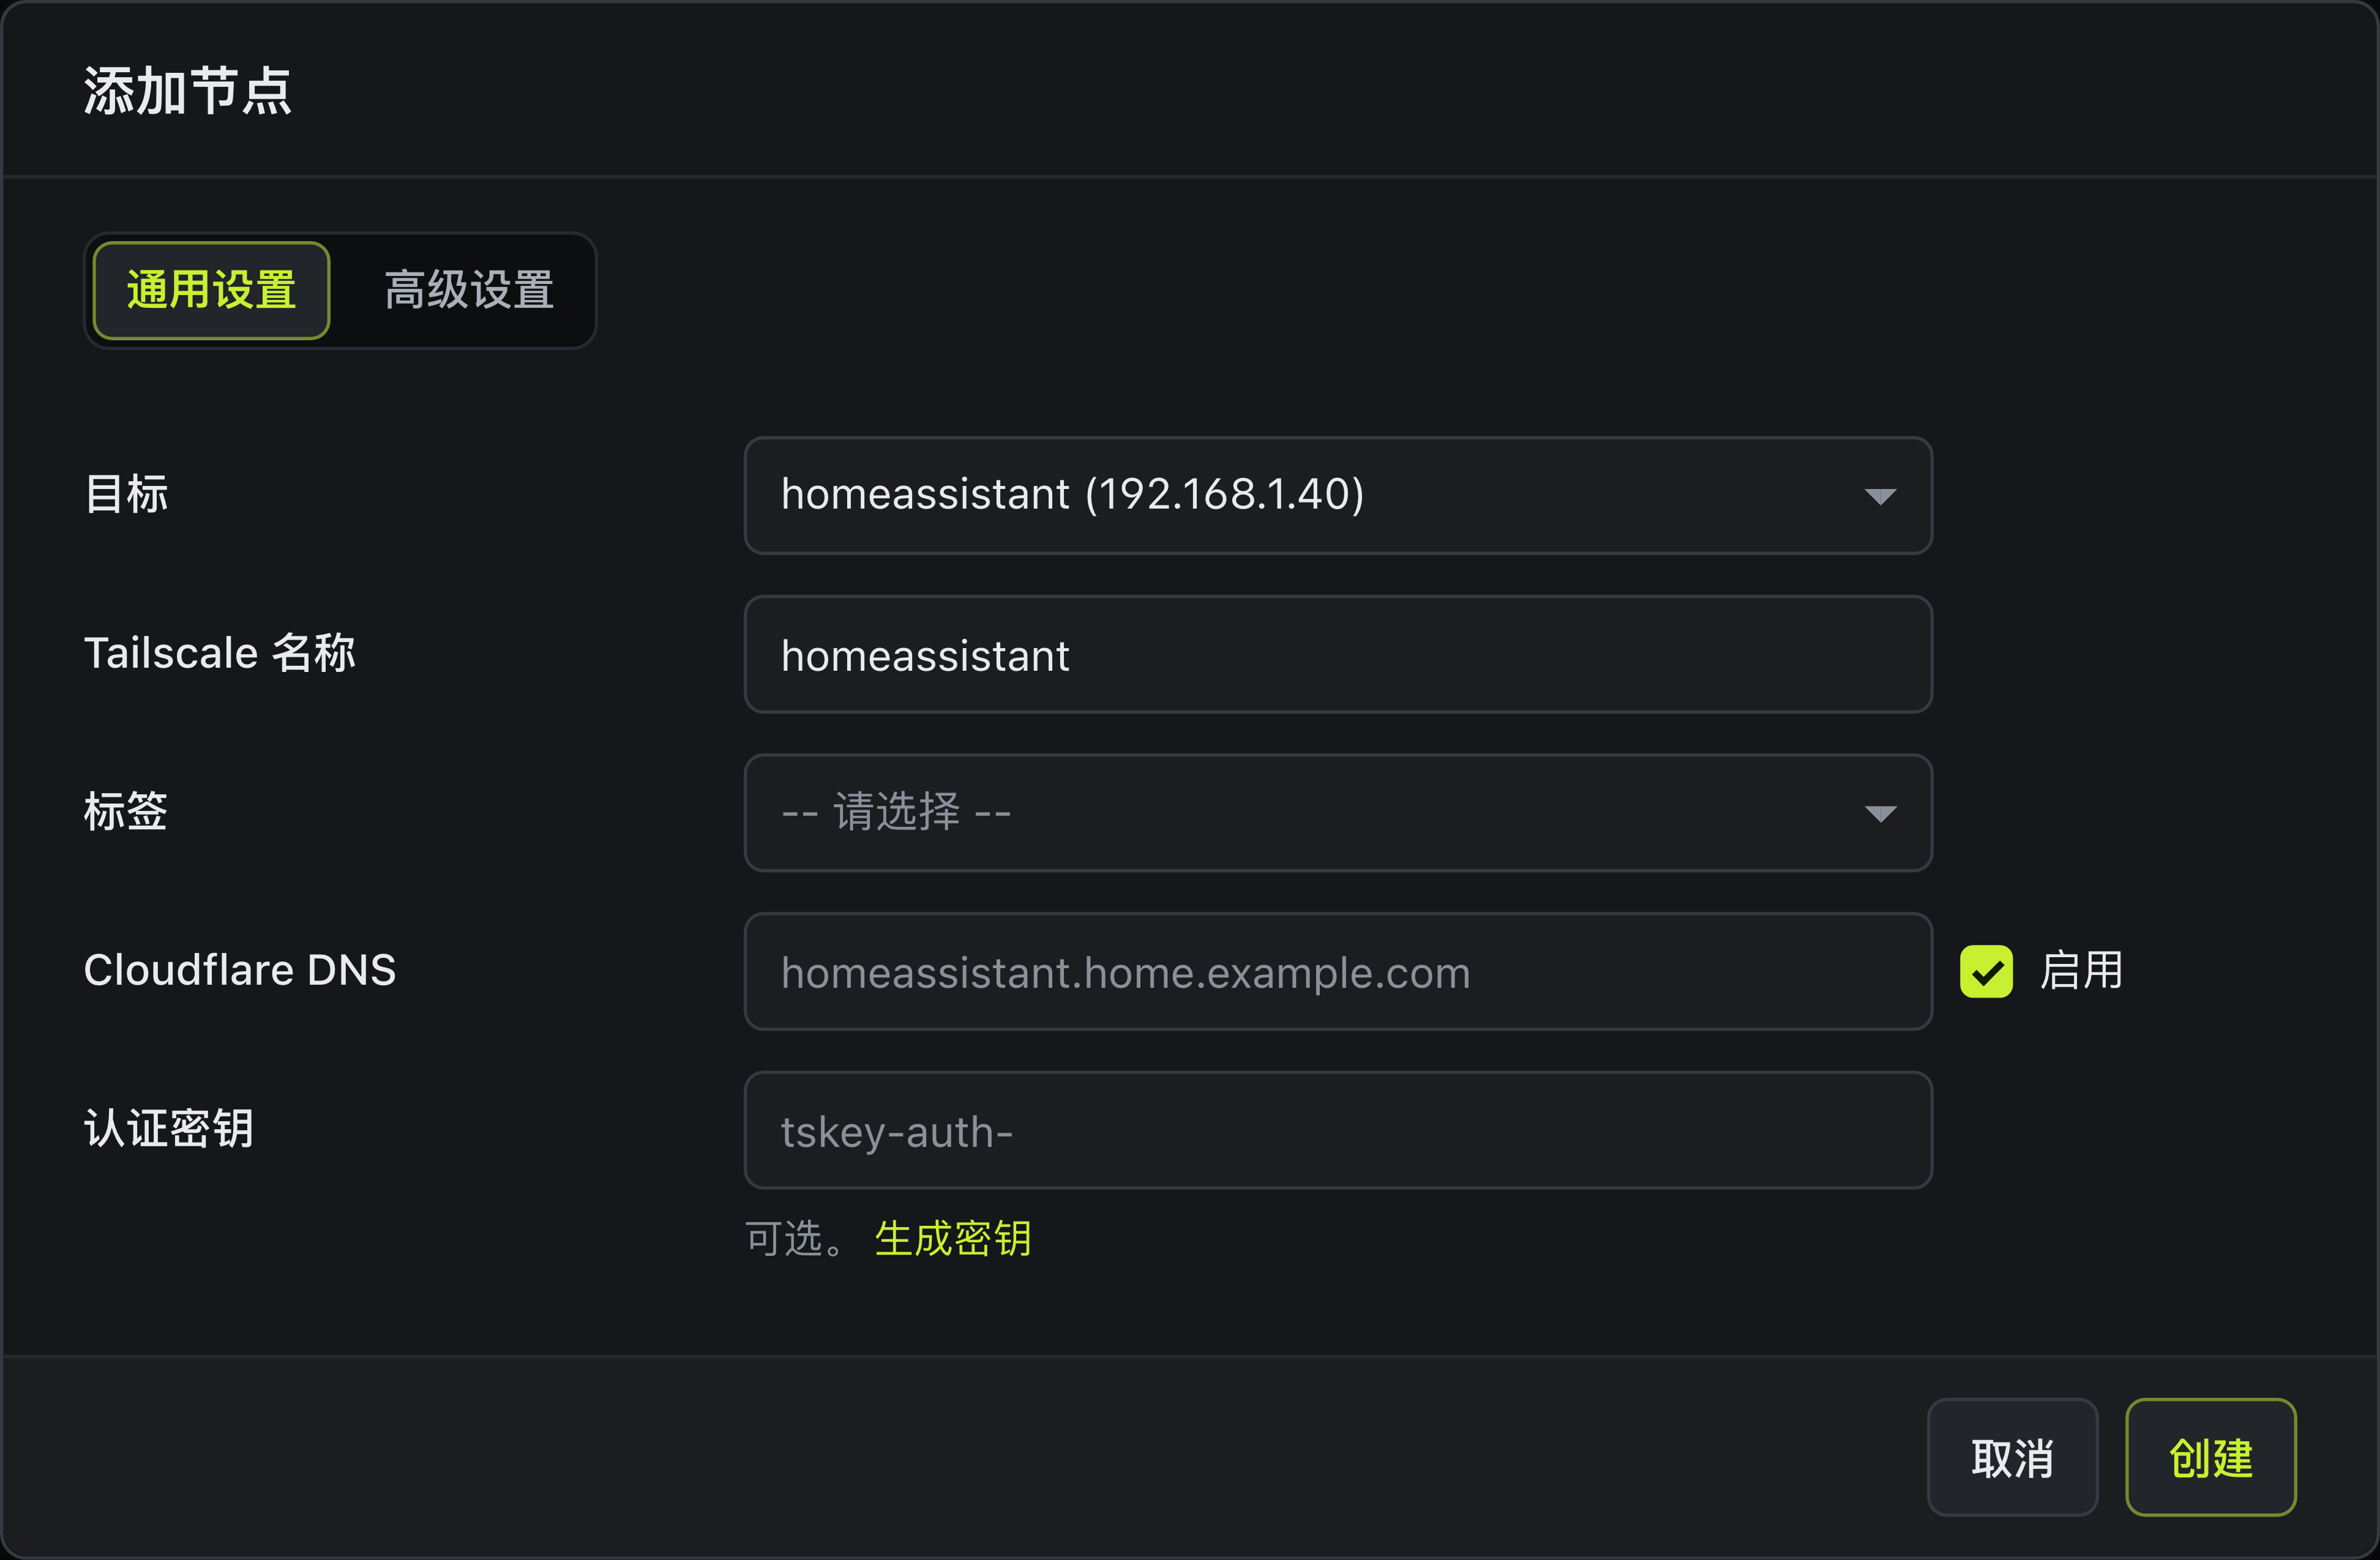 添加节点
通用设置 高级设置
目标 homeassistant (192.168.1.40)
Tailscale 名称 homeassistant
标签 -- 请选择 --
Cloudflare DNS homeassistant.home.example.com 启用
认证密钥 tskey-auth-
可选。 生成密钥
取消 创建